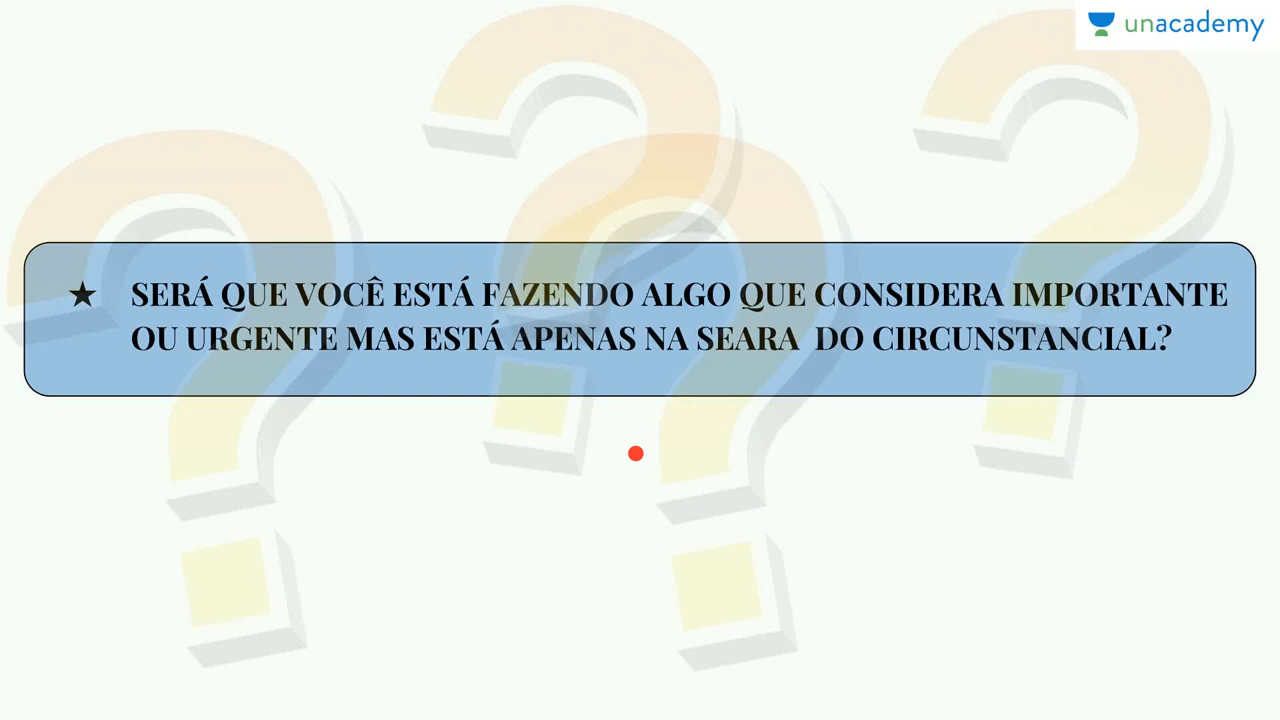 unacademy
★ SERÁ QUE VOCÊ ESTÁ FAZENDO ALGO QUE CONSIDERA IMPORTANTE
OU URGENTE MAS ESTÁ APENAS NA SEARA DO CIRCUNSTANCIAL?